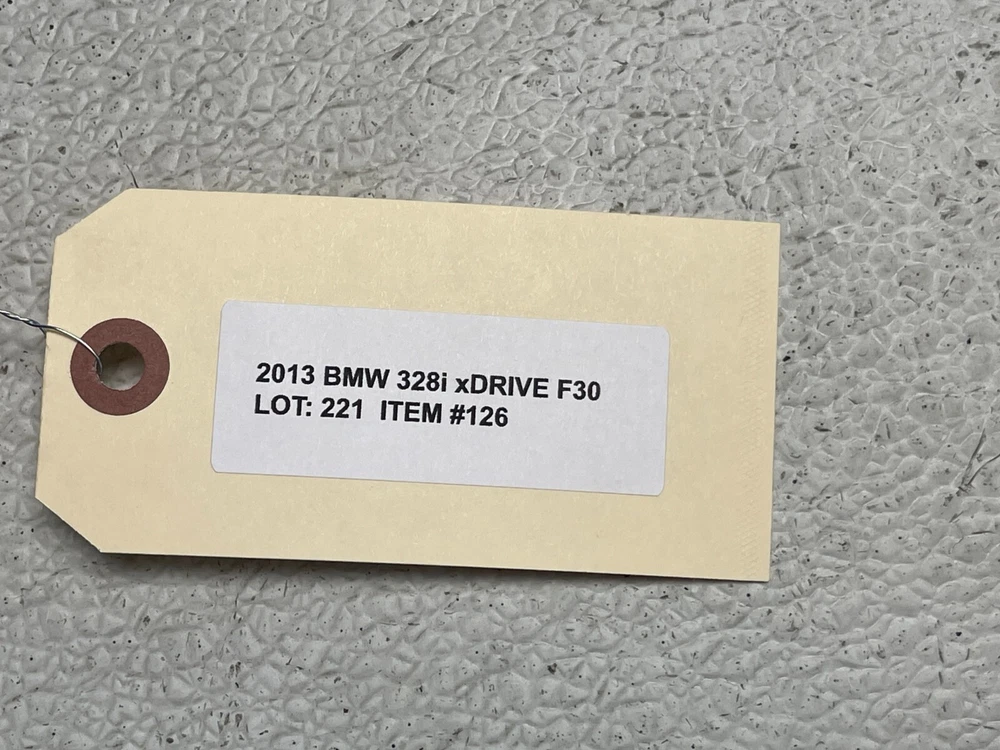 2013 BMW 328i xDRIVE F30
LOT: 221 ITEM #126